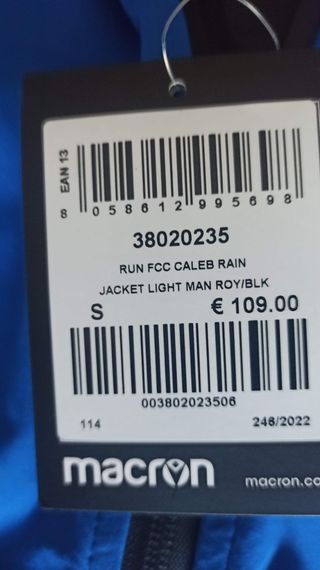 EAN 13
8 058612 995698
38020235
RUN FCC CALEB RAIN
JACKET LIGHT MAN ROY/BLK
S € 109.00
003802023506
114 246/2022
macron macron.co